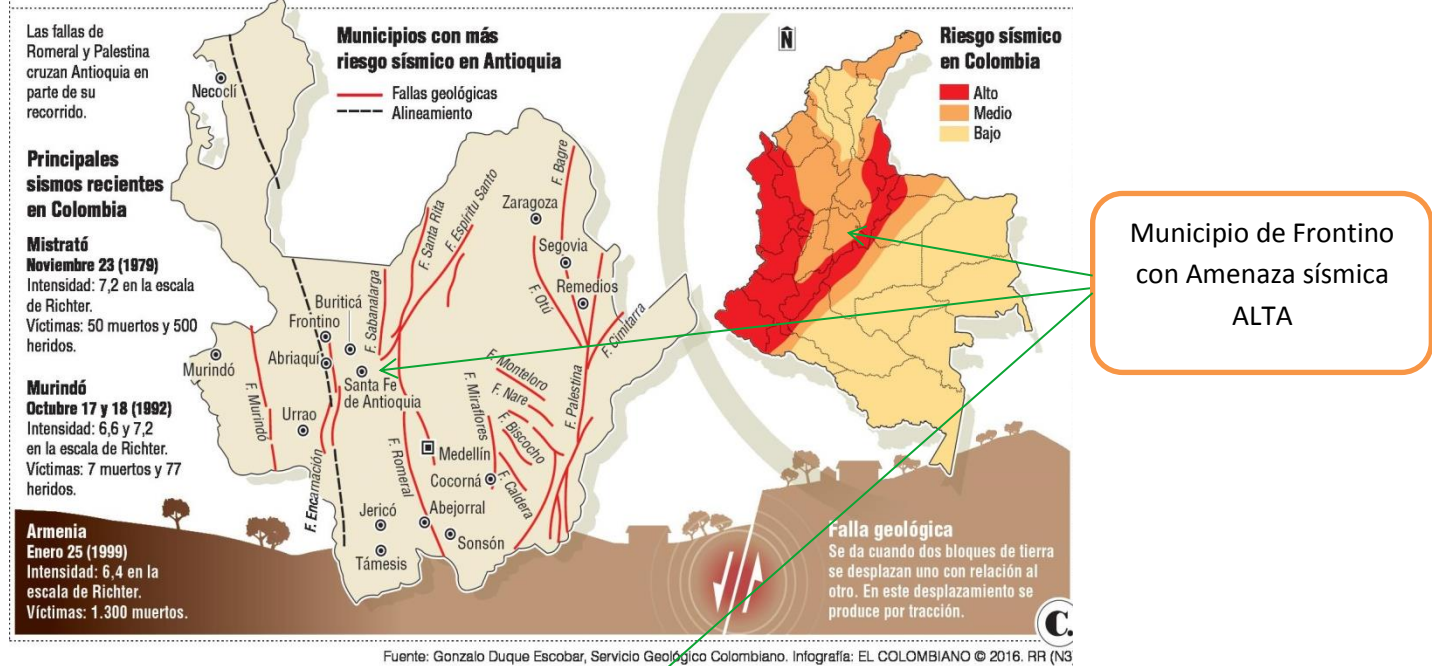 Las fallas de
Romeral y Palestina
cruzan Antioquia en
parte de su
recorrido.
Principales
sismos recientes
en Colombia
Mistrató
Noviembre 23 (1979)
Intensidad: 7,2 en la escala
de Richter.
Víctimas: 50 muertos y 500
heridos.
Murindó
Octubre 17 y 18 (1992)
Intensidad: 6,6 y 7,2
en la escala de Richter.
Víctimas: 7 muertos y 77
heridos.
Armenia
Enero 25 (1999)
Intensidad: 6,4 en la
escala de Richter.
Víctimas: 1.300 muertos.
Municipios con más
riesgo sísmico en Antioquia
Fallas geológicas
Alineamiento
Necoclí
Zaragoza
Segovia
Remedios
Buriticá
Frontino
Abriaquí
Murindó
Santa Fe
de Antioquia
Urrao
Medellín
Cocorná
Jericó
Abejorral
Sonsón
Támesis
F. Santa Rita
F. Espíritu Santo
F. Bagre
F. Sabanalarga
F. Otú
F. Cimitarra
F. Monteloro
F. Nare
F. Miraflores
F. Biscocho
F. Palestina
F. Murindó
F. Romeral
F. Caldera
F. Encarnación
N
Riesgo sísmico
en Colombia
Alto
Medio
Bajo
Municipio de Frontino
con Amenaza sísmica
ALTA
Falla geológica
Se da cuando dos bloques de tierra
se desplazan uno con relación al
otro. En este desplazamiento se
produce por tracción.
C.
Fuente: Gonzalo Duque Escobar, Servicio Geológico Colombiano. Infografía: EL COLOMBIANO © 2016. RR (N3